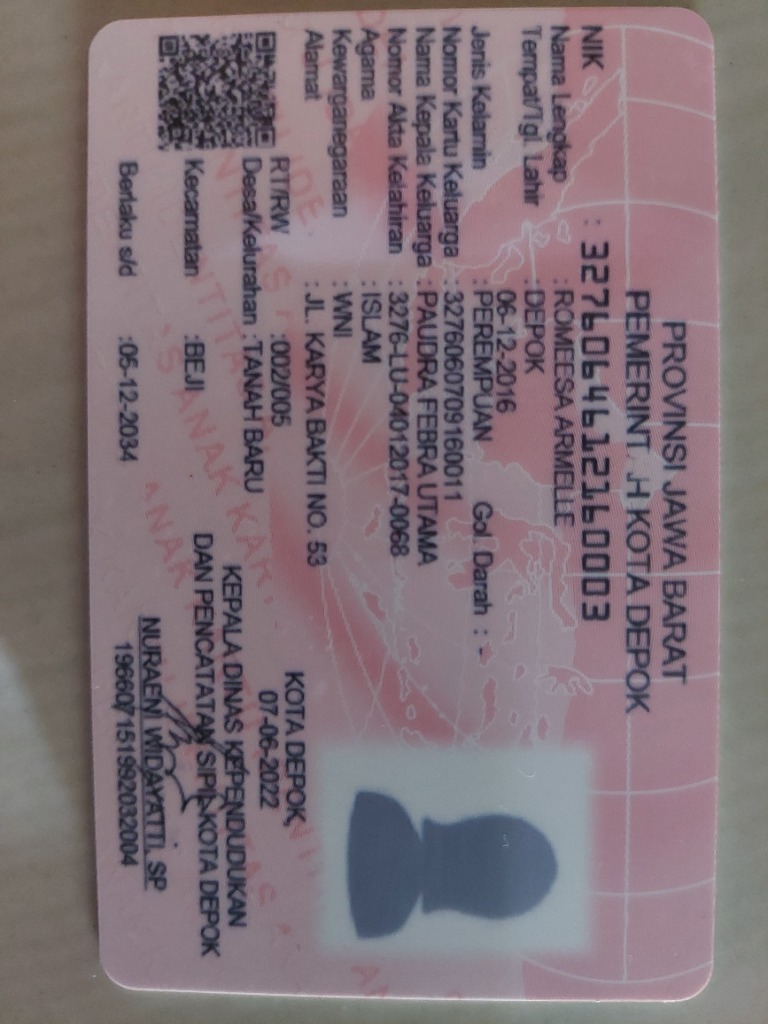 PROVINSI JAWA BARAT
PEMERINTAH KOTA DEPOK
NIK : 3276064612160003
Nama Lengkap : ROMEESA ARMELLE
Tempat/Tgl. Lahir : DEPOK
06-12-2016
Jenis Kelamin : PEREMPUAN Gol. Darah : -
Nomor Kartu Keluarga : 3276060709160011
Nama Kepala Keluarga : PAUDRA FEBRA UTAMA
Nomor Akta Kelahiran : 3276-LU-04012017-0068
Agama : ISLAM
Kewarganegaraan : WNI
Alamat : JL. KARYA BAKTI NO. 53
RT/RW : 002/005
Desa/Kelurahan : TANAH BARU
Kecamatan : BEJI
Berlaku s/d : 05-12-2034
KOTA DEPOK,
07-06-2022
KEPALA DINAS KEPENDUDUKAN
DAN PENCATATAN SIPIL KOTA DEPOK
NURAENI WIDAYATTI, SP